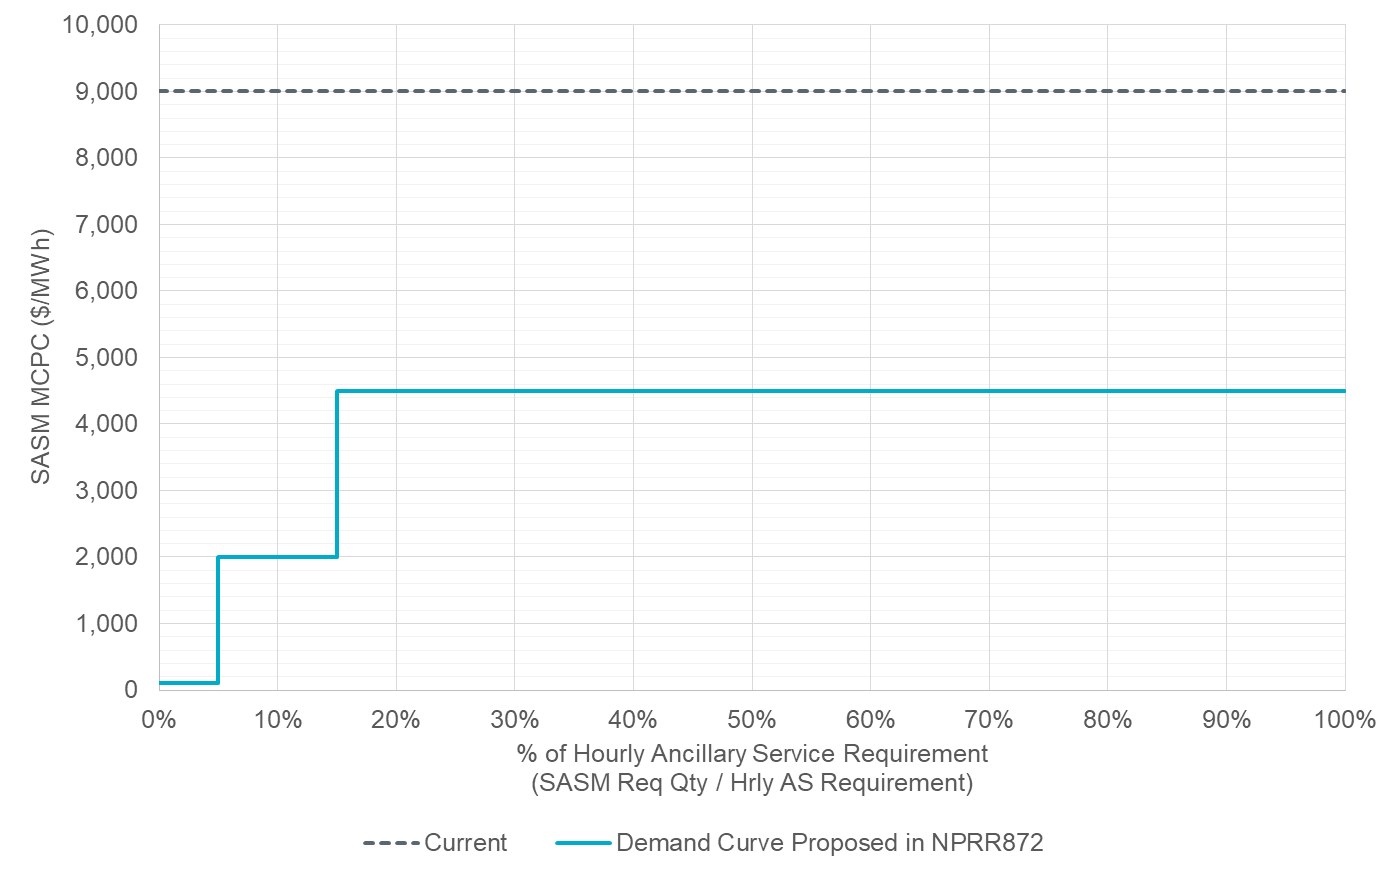 10,000
9,000
8,000
7,000
6,000
5,000
4,000
3,000
2,000
1,000
0
SASM MCPC ($/MWh)
0% 10% 20% 30% 40% 50% 60% 70% 80% 90% 100%
% of Hourly Ancillary Service Requirement
(SASM Req Qty / Hrly AS Requirement)
Current Demand Curve Proposed in NPRR872